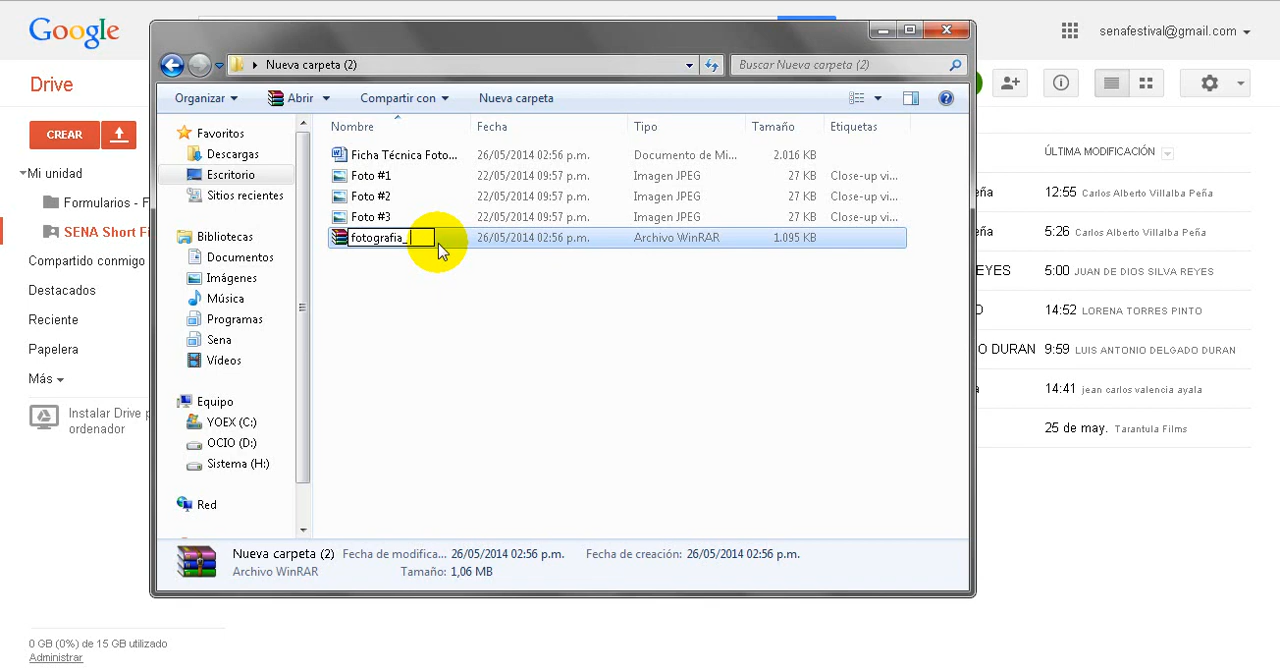 Google
senafestival@gmail.com
Nueva carpeta (2)
Buscar Nueva carpeta (2)
Drive
Organizar
Abrir
Compartir con
Nueva carpeta
CREAR
Mi unidad
Formularios - F
SENA Short Fi
Compartido conmigo
Destacados
Reciente
Papelera
Más
Instalar Drive p
ordenador
Favoritos
Descargas
Escritorio
Sitios recientes
Bibliotecas
Documentos
Imágenes
Música
Programas
Sena
Vídeos
Equipo
YOEX (C:)
OCIO (D:)
Sistema (H:)
Red
Nombre Fecha Tipo Tamaño Etiquetas
Ficha Técnica Foto... 26/05/2014 02:56 p.m. Documento de Mi... 2.016 KB
Foto #1 22/05/2014 09:57 p.m. Imagen JPEG 27 KB Close-up vi...
Foto #2 22/05/2014 09:57 p.m. Imagen JPEG 27 KB Close-up vi...
Foto #3 22/05/2014 09:57 p.m. Imagen JPEG 27 KB Close-up vi...
fotografia_ 26/05/2014 02:56 p.m. Archivo WinRAR 1.095 KB
ÚLTIMA MODIFICACIÓN
eña 12:55 Carlos Alberto Villalba Peña
eña 5:26 Carlos Alberto Villalba Peña
EYES 5:00 JUAN DE DIOS SILVA REYES
O 14:52 LORENA TORRES PINTO
O DURAN 9:59 LUIS ANTONIO DELGADO DURAN
a 14:41 jean carlos valencia ayala
25 de may. Tarantula Films
Nueva carpeta (2) Fecha de modifica... 26/05/2014 02:56 p.m. Fecha de creación: 26/05/2014 02:56 p.m.
Archivo WinRAR Tamaño: 1,06 MB
0 GB (0%) de 15 GB utilizado
Administrar